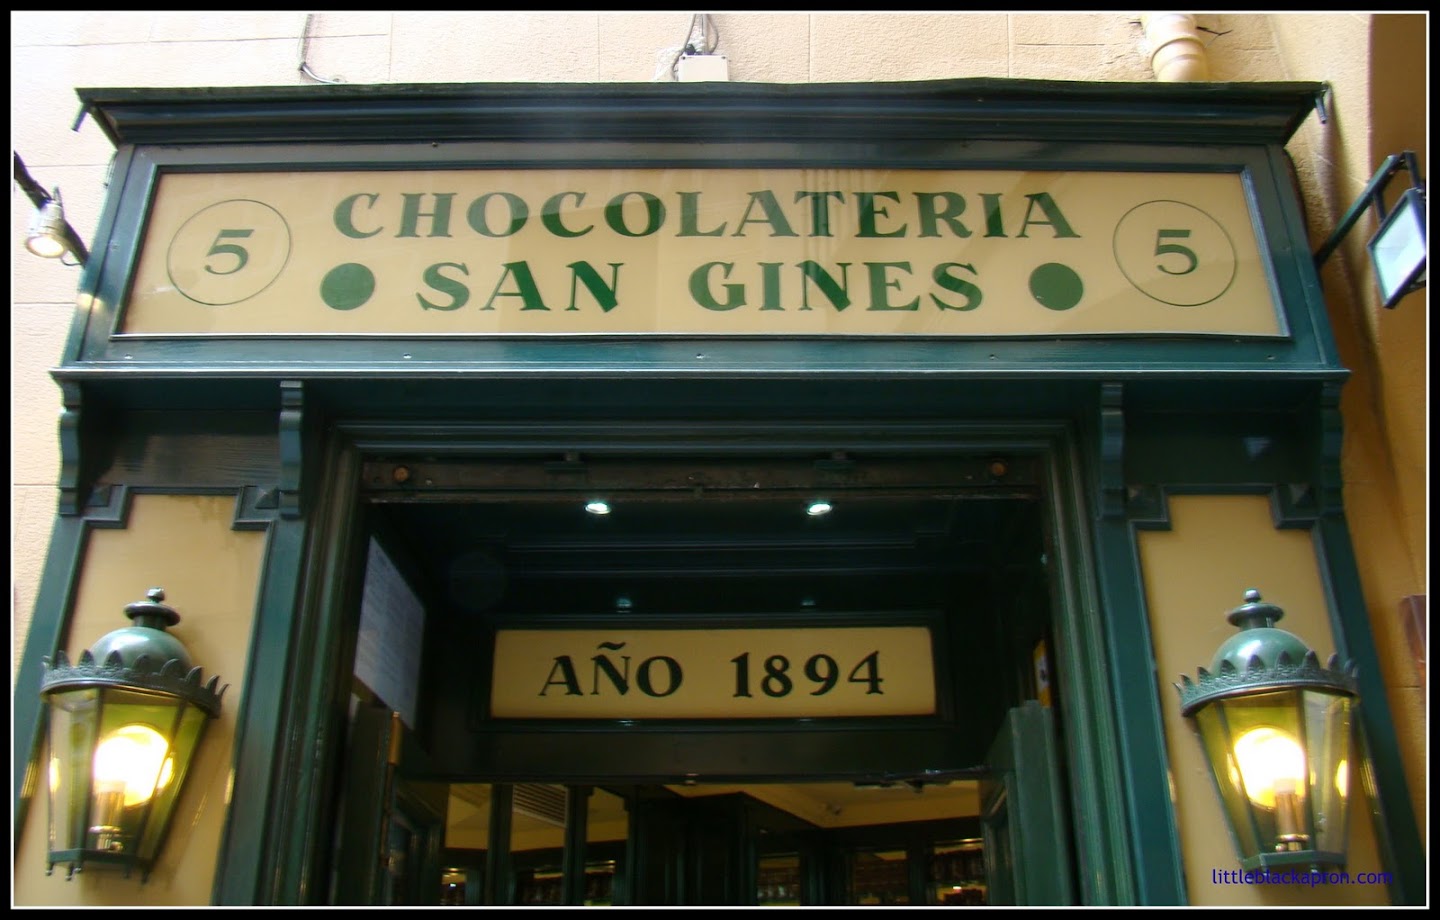 5 CHOCOLATERIA 5
SAN GINES
AÑO 1894
littleblackapron.com